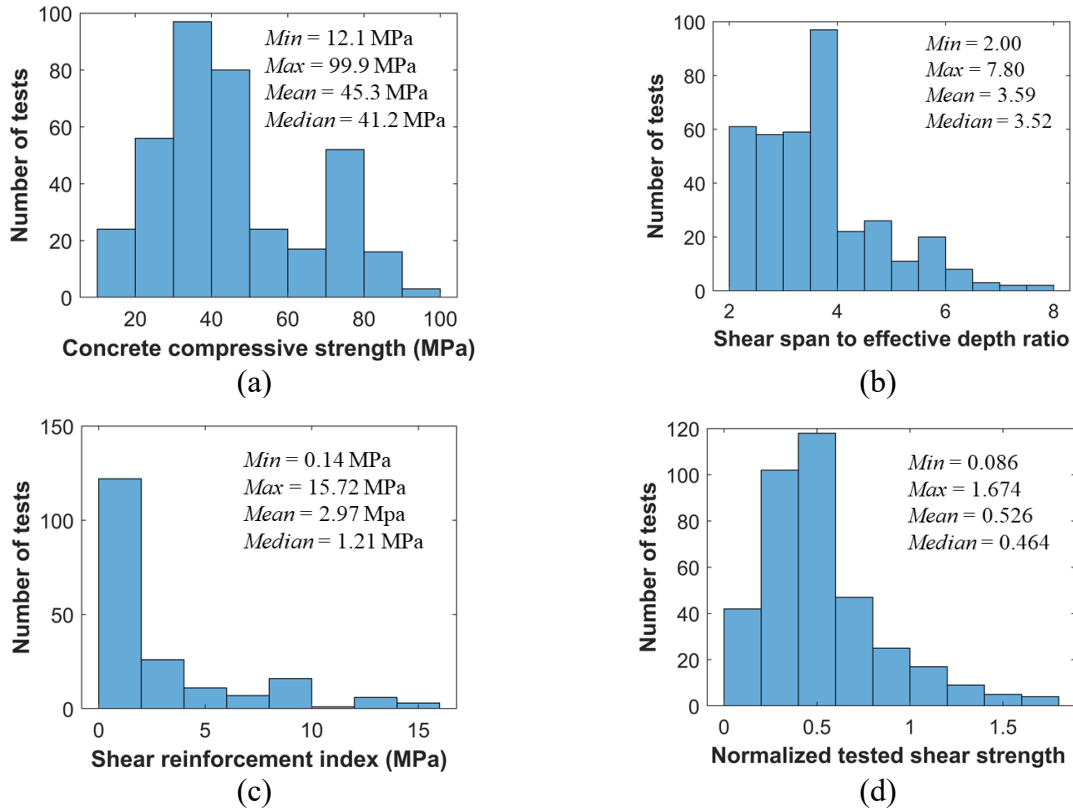 Number of tests
100
80
60
40
20
0
Min = 12.1 MPa
Max = 99.9 MPa
Mean = 45.3 MPa
Median = 41.2 MPa
20 40 60 80 100
Concrete compressive strength (MPa)
(a)
Number of tests
100
80
60
40
20
0
Min = 2.00
Max = 7.80
Mean = 3.59
Median = 3.52
2 4 6 8
Shear span to effective depth ratio
(b)
Number of tests
150
100
50
0
Min = 0.14 MPa
Max = 15.72 MPa
Mean = 2.97 Mpa
Median = 1.21 MPa
0 5 10 15
Shear reinforcement index (MPa)
(c)
Number of tests
120
100
80
60
40
20
0
Min = 0.086
Max = 1.674
Mean = 0.526
Median = 0.464
0 0.5 1 1.5
Normalized tested shear strength
(d)